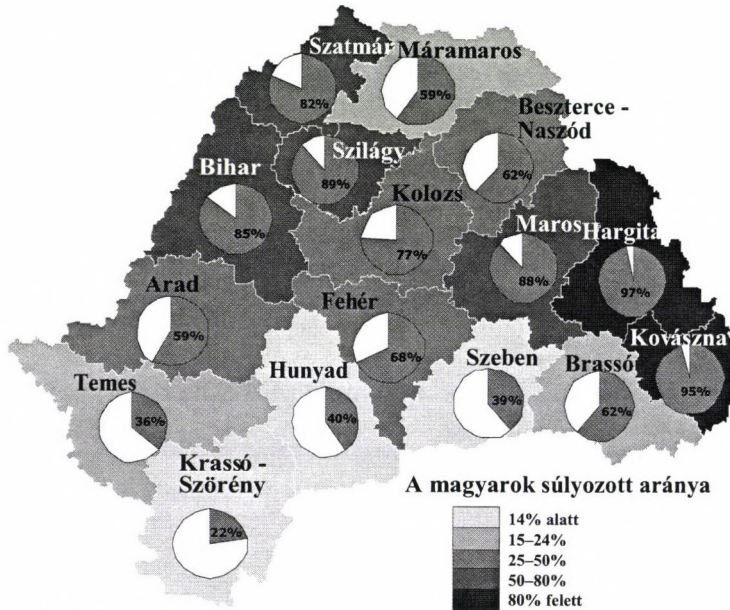 Szatmár
82%
Máramaros
59%
Beszterce -
Naszód
62%
Bihar
85%
Szilágy
89%
Kolozs
77%
Maros
88%
Hargita
97%
Arad
59%
Fehér
68%
Kovászna
95%
Temes
36%
Hunyad
40%
Szeben
39%
Brassó
62%
Krassó -
Szörény
22%
A magyarok súlyozott aránya
14% alatt
15–24%
25–50%
50–80%
80% felett